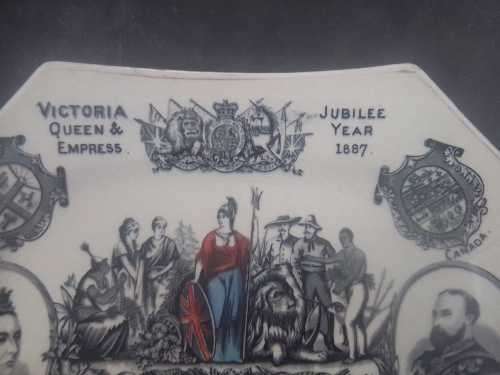 VICTORIA
QUEEN &
EMPRESS.
JUBILEE
YEAR
1887.
CANADA.